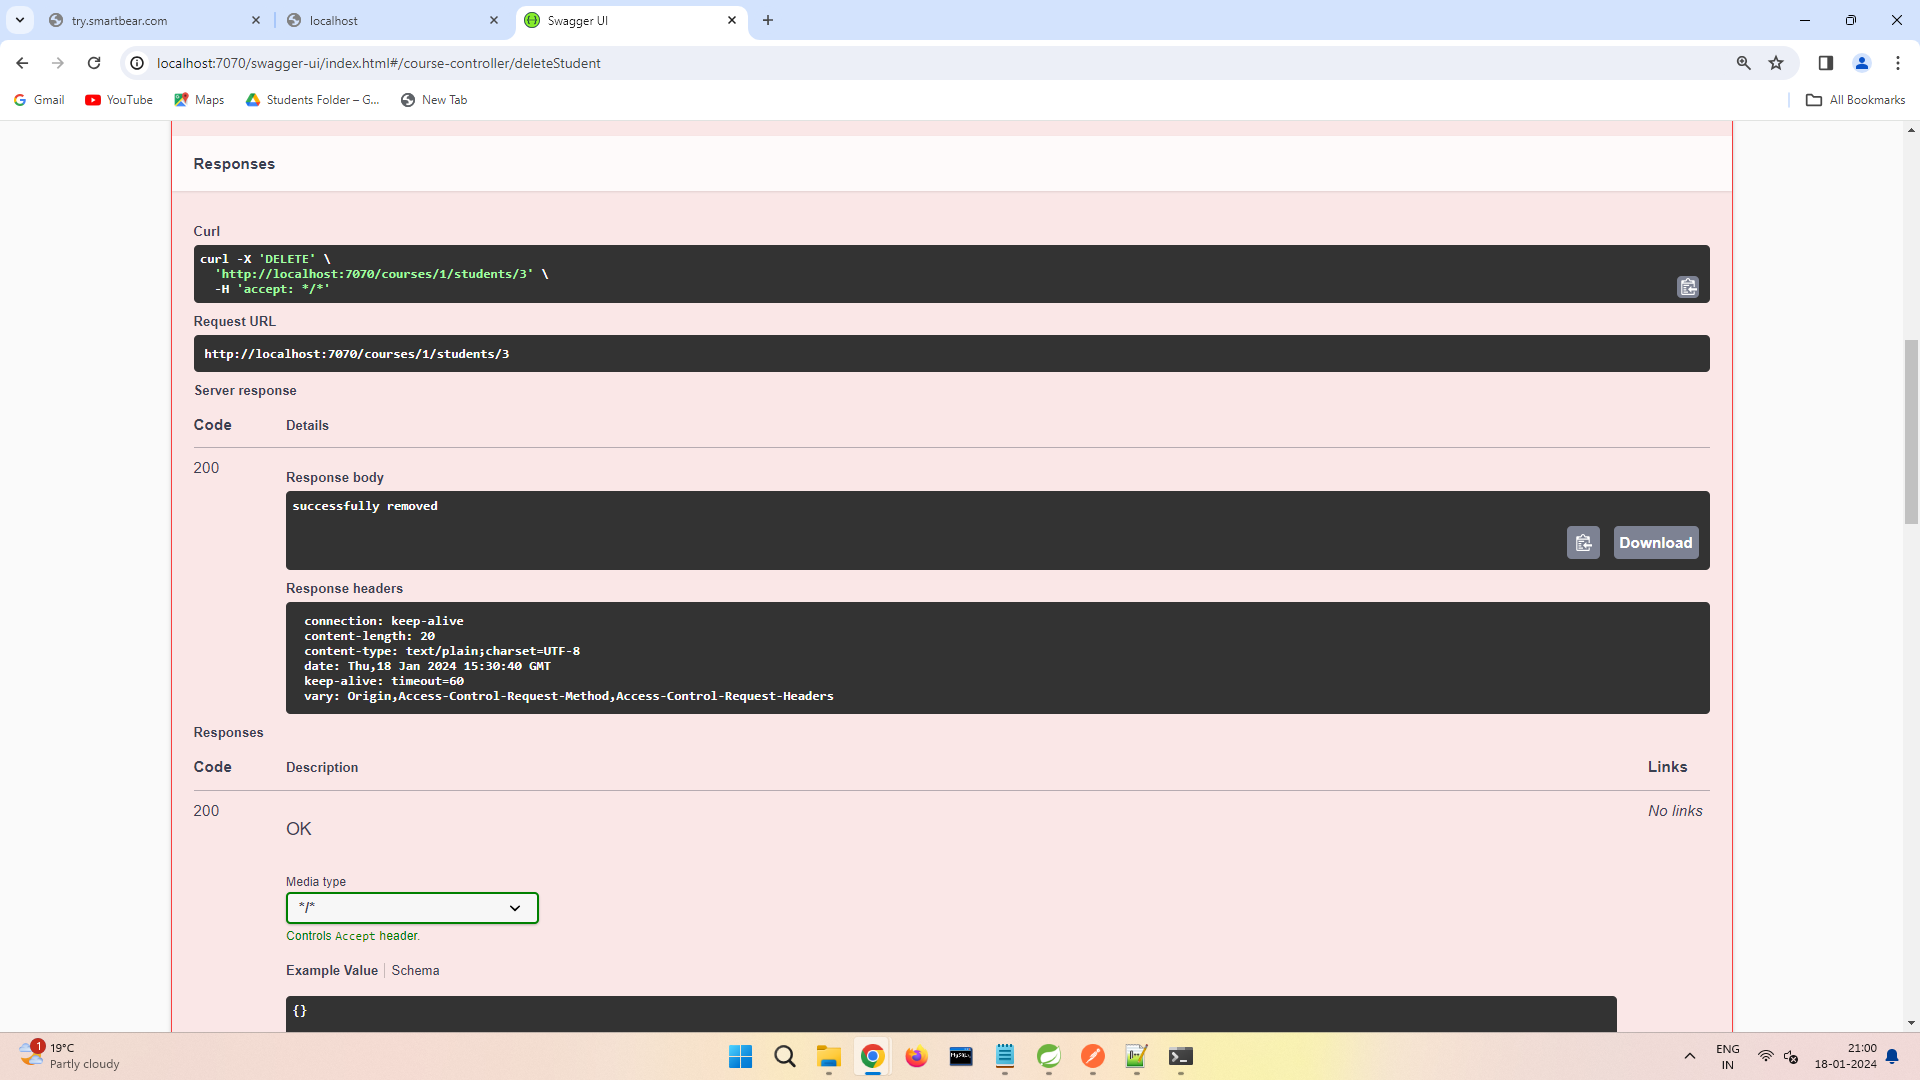 try.smartbear.com
localhost
Swagger UI
localhost:7070/swagger-ui/index.html#/course-controller/deleteStudent
Gmail
YouTube
Maps
Students Folder – G...
New Tab
All Bookmarks
Responses
Curl
curl -X 'DELETE' \
'http://localhost:7070/courses/1/students/3' \
-H 'accept: */*'
Request URL
http://localhost:7070/courses/1/students/3
Server response
Code Details
200
Response body
successfully removed
Download
Response headers
connection: keep-alive
content-length: 20
content-type: text/plain;charset=UTF-8
date: Thu,18 Jan 2024 15:30:40 GMT
keep-alive: timeout=60
vary: Origin,Access-Control-Request-Method,Access-Control-Request-Headers
Responses
Code Description Links
200
OK
No links
Media type
*/*
Controls Accept header.
Example Value Schema
{}
1
19°C
Partly cloudy
MySQL
ENG
IN
21:00
18-01-2024